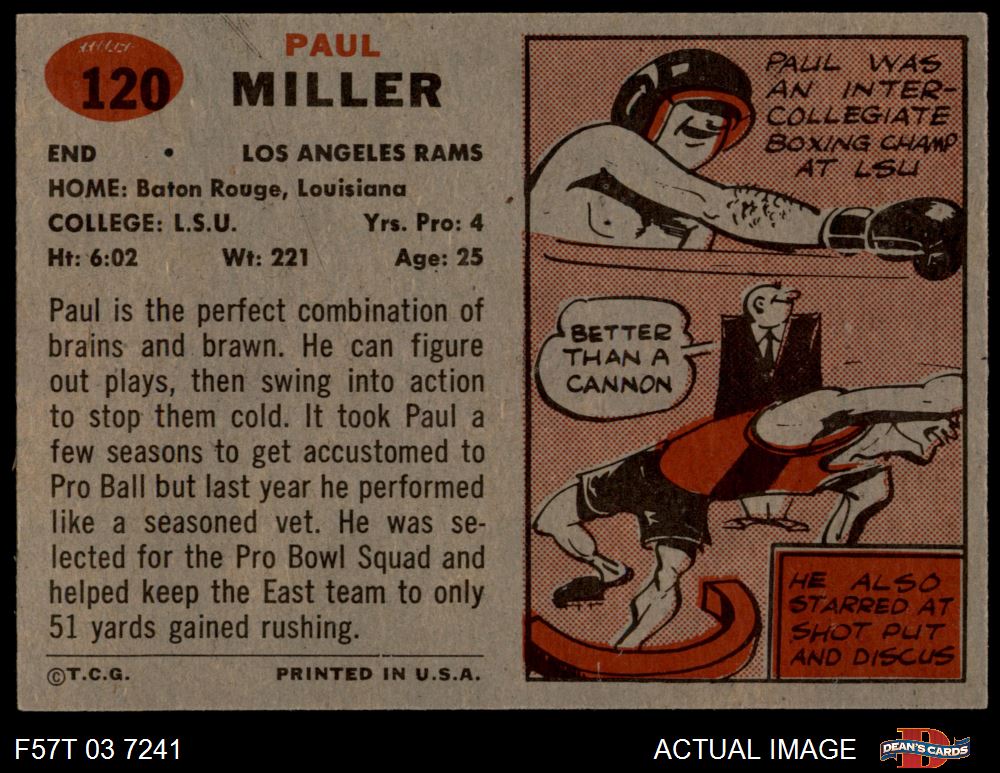 120
PAUL
MILLER
END • LOS ANGELES RAMS
HOME: Baton Rouge, Louisiana
COLLEGE: L.S.U. Yrs. Pro: 4
Ht: 6:02 Wt: 221 Age: 25
Paul is the perfect combination of
brains and brawn. He can figure
out plays, then swing into action
to stop them cold. It took Paul a
few seasons to get accustomed to
Pro Ball but last year he performed
like a seasoned vet. He was se-
lected for the Pro Bowl Squad and
helped keep the East team to only
51 yards gained rushing.
©T.C.G. PRINTED IN U.S.A.
PAUL WAS
AN INTER-
COLLEGIATE
BOXING CHAMP
AT LSU
BETTER
THAN A
CANNON
HE ALSO
STARRED AT
SHOT PUT
AND DISCUS
F57T 03 7241 ACTUAL IMAGE
DEAN'S CARDS